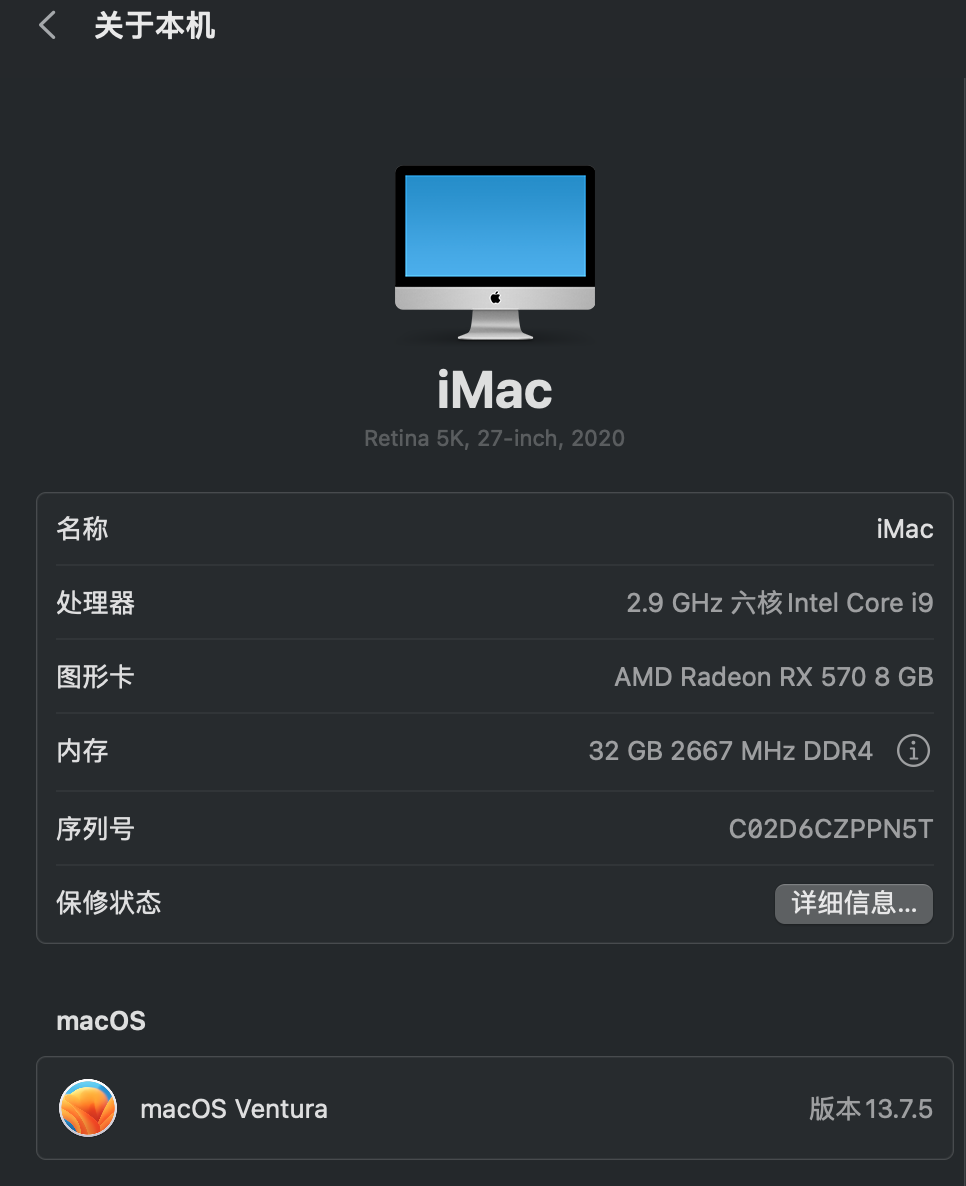 关于本机
iMac
Retina 5K, 27-inch, 2020
名称 iMac
处理器 2.9 GHz 六核Intel Core i9
图形卡 AMD Radeon RX 570 8 GB
内存 32 GB 2667 MHz DDR4
序列号 C02D6CZPPN5T
保修状态 详细信息...
macOS
macOS Ventura 版本 13.7.5